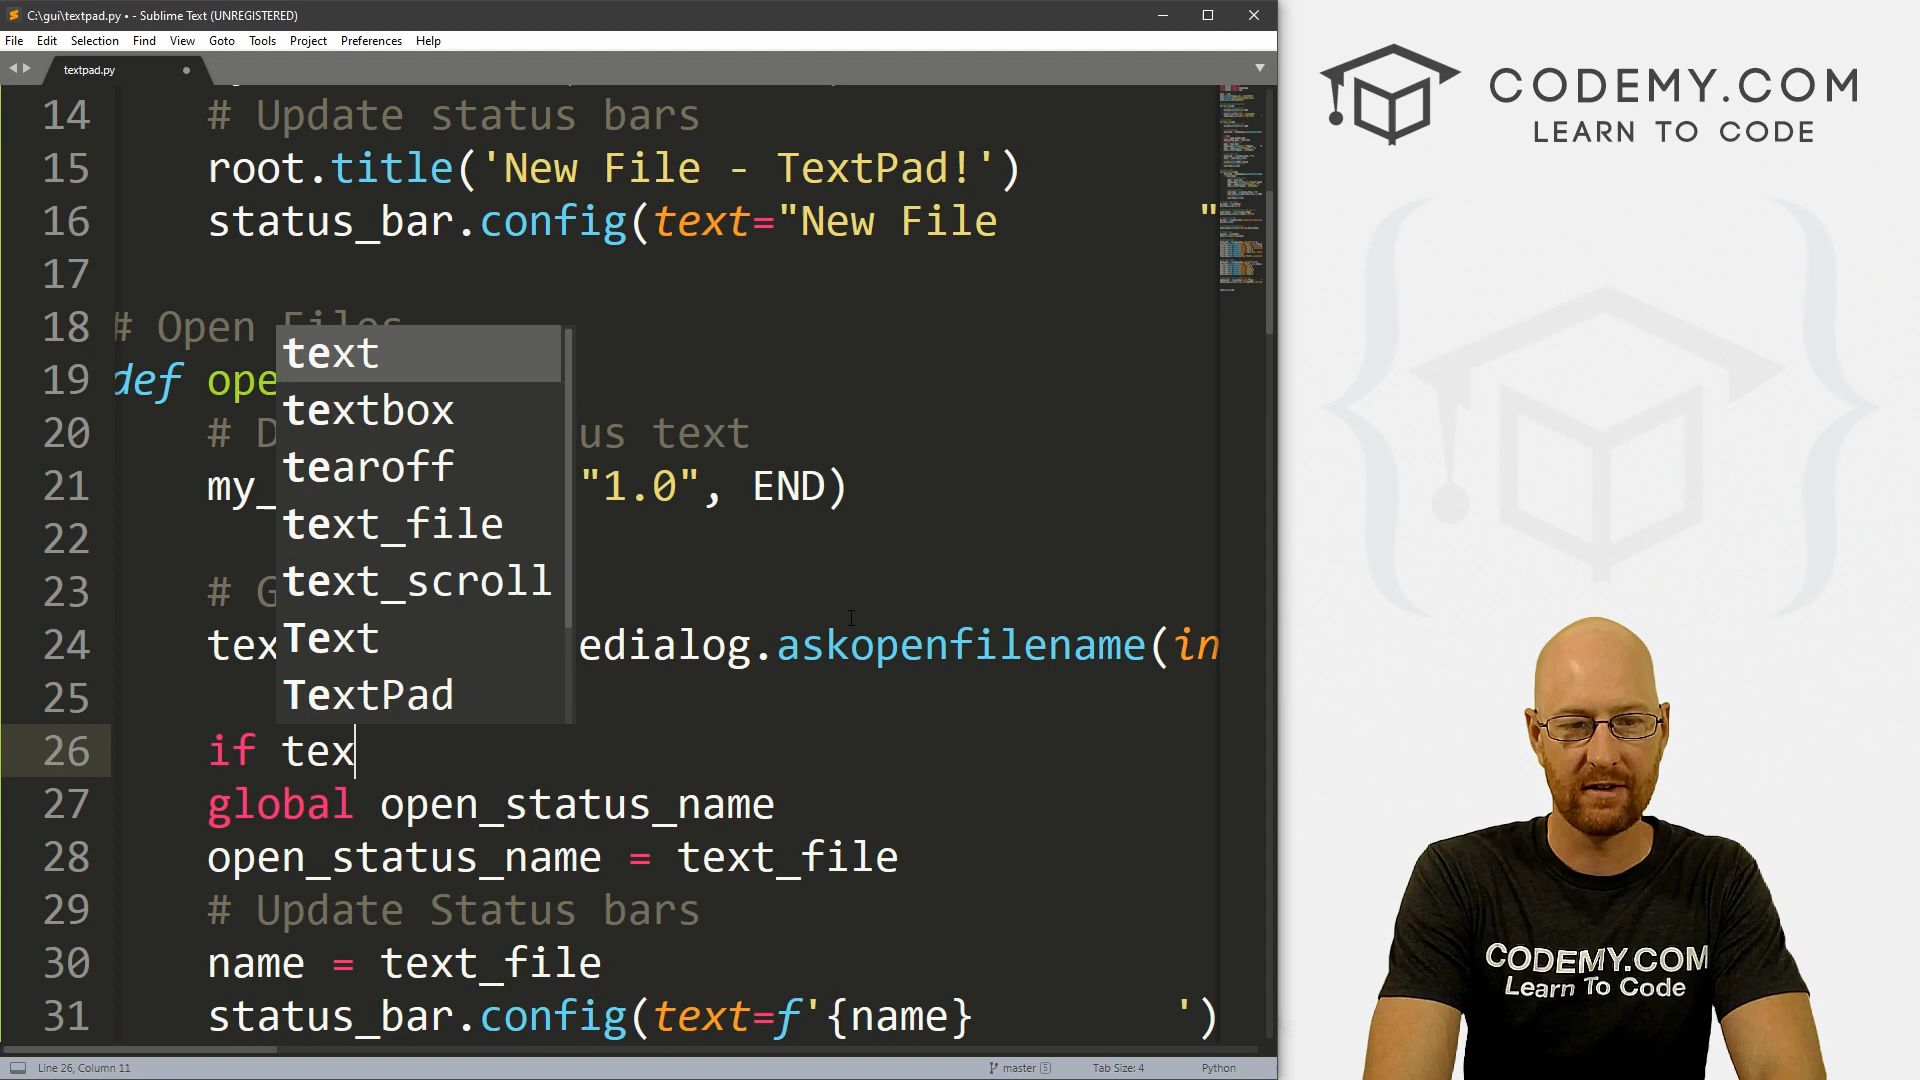 C:\gui\textpad.py • - Sublime Text (UNREGISTERED)
File Edit Selection Find View Goto Tools Project Preferences Help
textpad.py
14 # Update status bars
15 root.title('New File - TextPad!')
16 status_bar.config(text="New File "
17
18 # Open Files
19 def ope
20 # D us text
21 my_ "1.0", END)
22
23 # G
24 tex edialog.askopenfilename(in
25
26 if tex
27 global open_status_name
28 open_status_name = text_file
29 # Update Status bars
30 name = text_file
31 status_bar.config(text=f'{name} ')
text
textbox
tearoff
text_file
text_scroll
Text
TextPad
Line 26, Column 11
master 5
Tab Size: 4
Python
CODEMY.COM
LEARN TO CODE
CODEMY.COM
Learn To Code